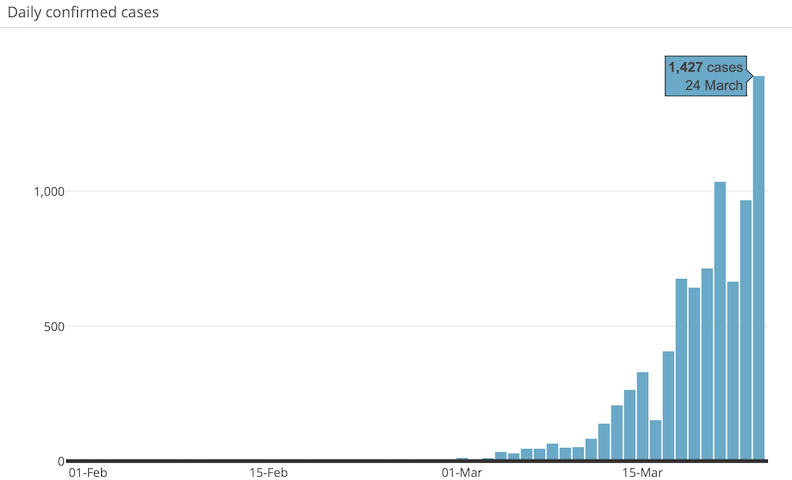 Daily confirmed cases
1,427 cases
24 March
1,000
500
0
01-Feb 15-Feb 01-Mar 15-Mar